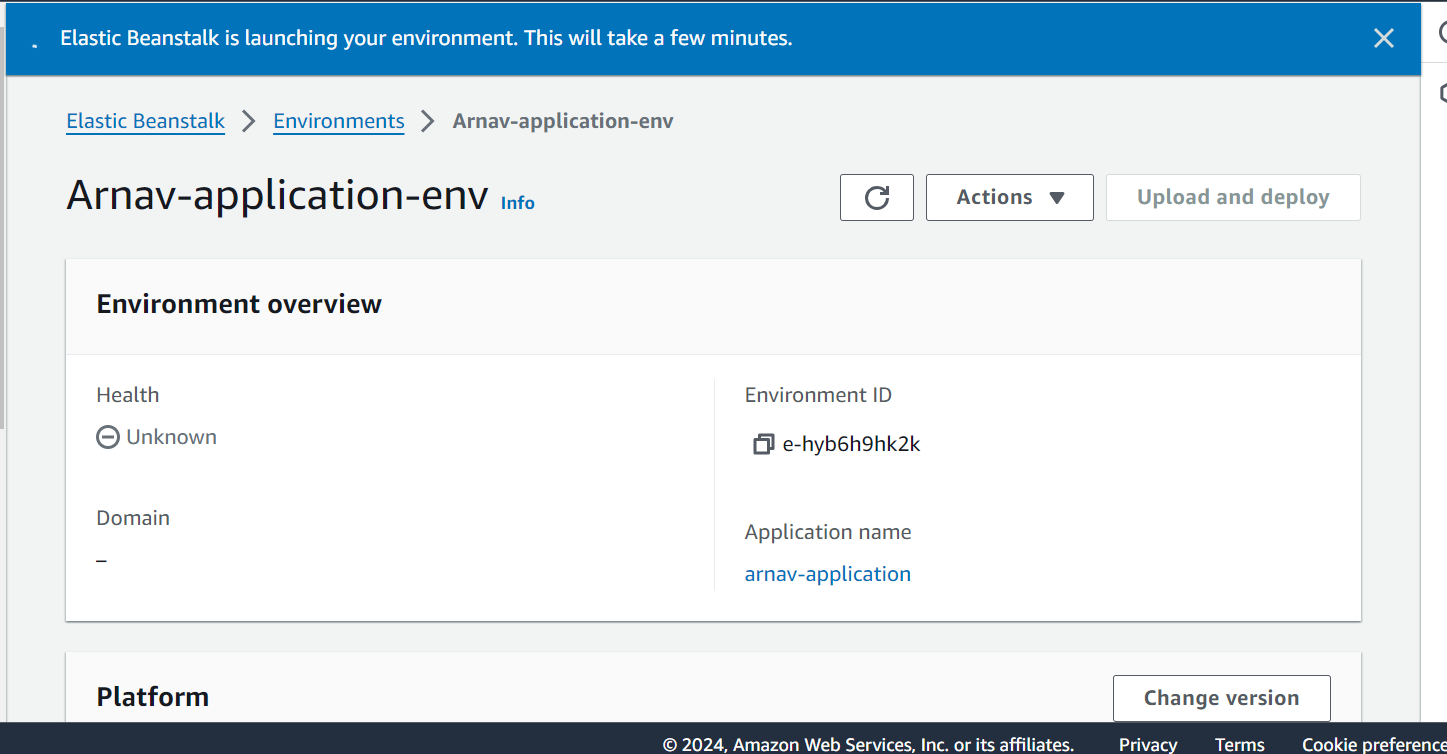 Elastic Beanstalk is launching your environment. This will take a few minutes.
Elastic Beanstalk > Environments > Arnav-application-env
Arnav-application-env Info
Actions Upload and deploy
Environment overview
Health
Unknown
Domain
–
Environment ID
e-hyb6h9hk2k
Application name
arnav-application
Platform
Change version
© 2024, Amazon Web Services, Inc. or its affiliates. Privacy Terms Cookie preference